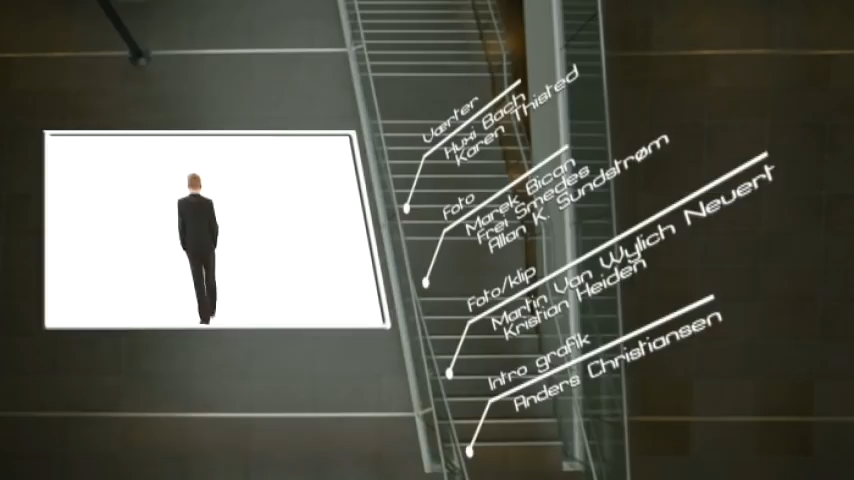 Værter
Huxi Bach
Karen Thisted
Foto
Marek Bican
Frei Smedes
Allan K. Sundstrøm
Foto/klip
Martin Van Wylich Neuert
Kristian Heiden
Intro grafik
Anders Christiansen